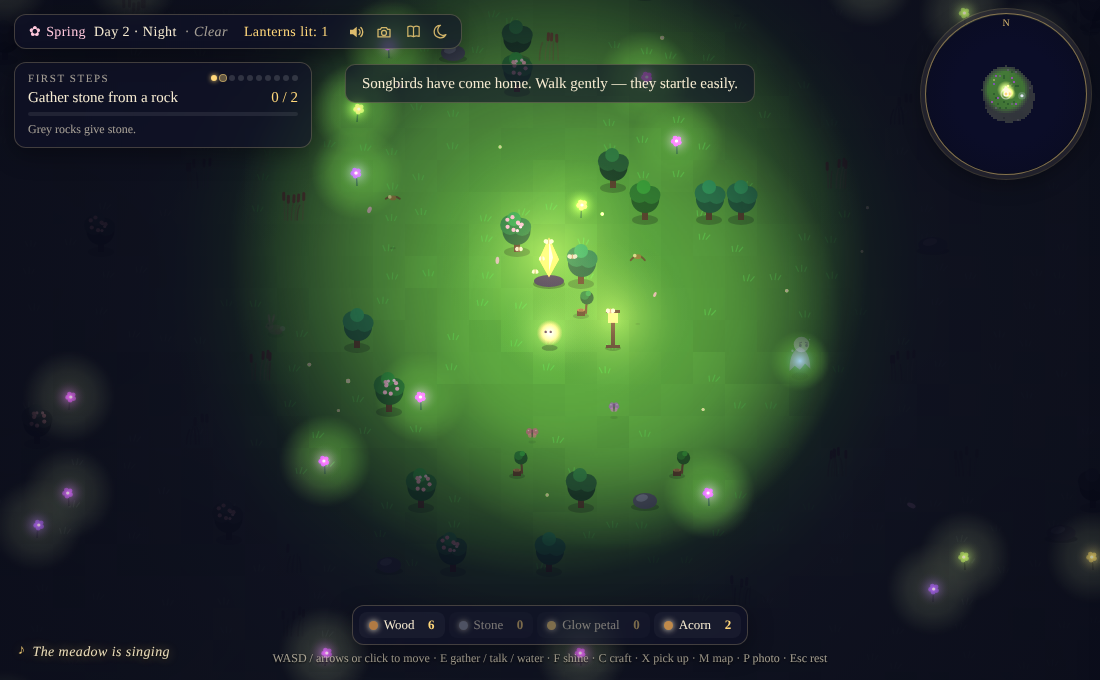 ✿ Spring Day 2 · Night · Clear Lanterns lit: 1
N
FIRST STEPS
Gather stone from a rock 0 / 2
Grey rocks give stone.
Songbirds have come home. Walk gently — they startle easily.
Wood 6 Stone 0 Glow petal 0 Acorn 2
♪ The meadow is singing
WASD / arrows or click to move · E gather / talk / water · F shine · C craft · X pick up · M map · P photo · Esc rest